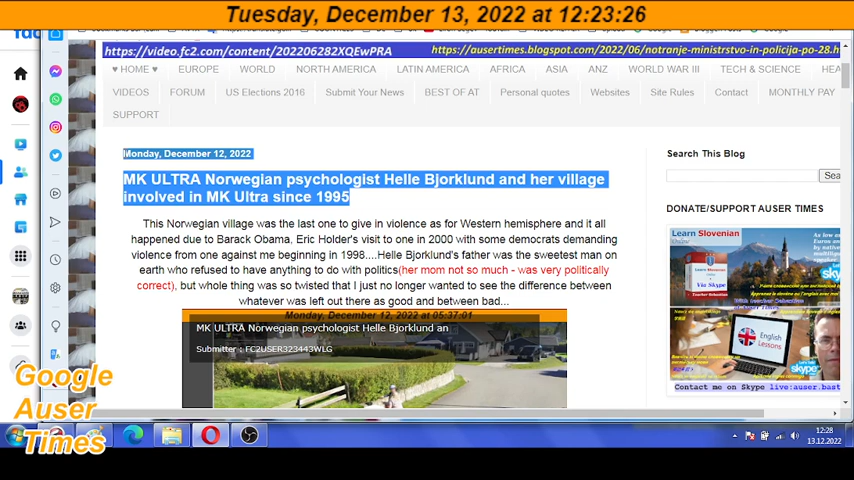 Tuesday, December 13, 2022 at 12:23:26
https://video.fc2.com/content/202206282XQEwPRA
https://ausertimes.blogspot.com/2022/06/notranje-ministrstvo-in-policija-po-28.h
♥ HOME ♥ EUROPE WORLD NORTH AMERICA LATIN AMERICA AFRICA ASIA ANZ WORLD WAR III TECH & SCIENCE HEA
VIDEOS FORUM US Elections 2016 Submit Your News BEST OF AT Personal quotes Websites Site Rules Contact MONTHLY PAY
SUPPORT
Monday, December 12, 2022
MK ULTRA Norwegian psychologist Helle Bjorklund and her village
involved in MK Ultra since 1995
This Norwegian village was the last one to give in violence as for Western hemisphere and it all
happened due to Barack Obama, Eric Holder's visit to one in 2000 with some democrats demanding
violence from one against me beginning in 1998....Helle Bjorklund's father was the sweetest man on
earth who refused to have anything to do with politics(her mom not so much - was very politically
correct), but whole thing was so twisted that I just no longer wanted to see the difference between
whatever was left out there as good and between bad...
Monday, December 12, 2022 at 05:37:01
MK ULTRA Norwegian psychologist Helle Bjorklund an
Submitter : FC2USER323443WLG
Search This Blog
Sea
DONATE/SUPPORT AUSER TIMES
Learn Slovenian
Via Skype
English
Lessons
skype
Contact me on Skype live:auser.bast
Google
Auser
Times
12:28
13.12.2022